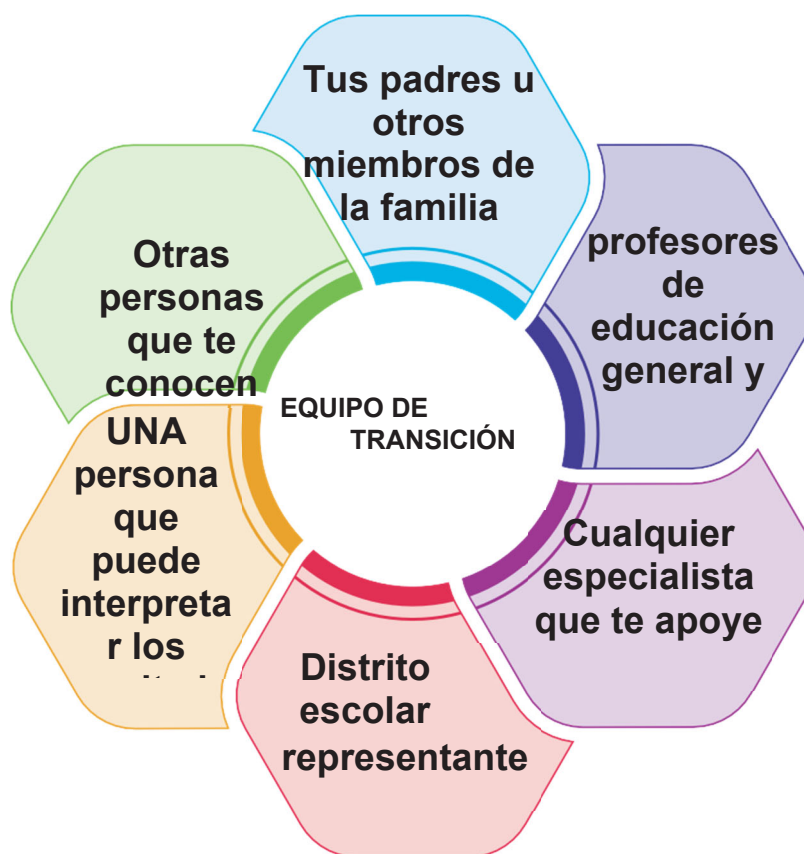 Tus padres u
otros
miembros de
la familia
profesores
de
educación
general y
Otras
personas
que te
conocen
EQUIPO DE
TRANSICIÓN
UNA
persona
que
puede
interpreta
r los
Cualquier
especialista
que te apoye
Distrito
escolar
representante